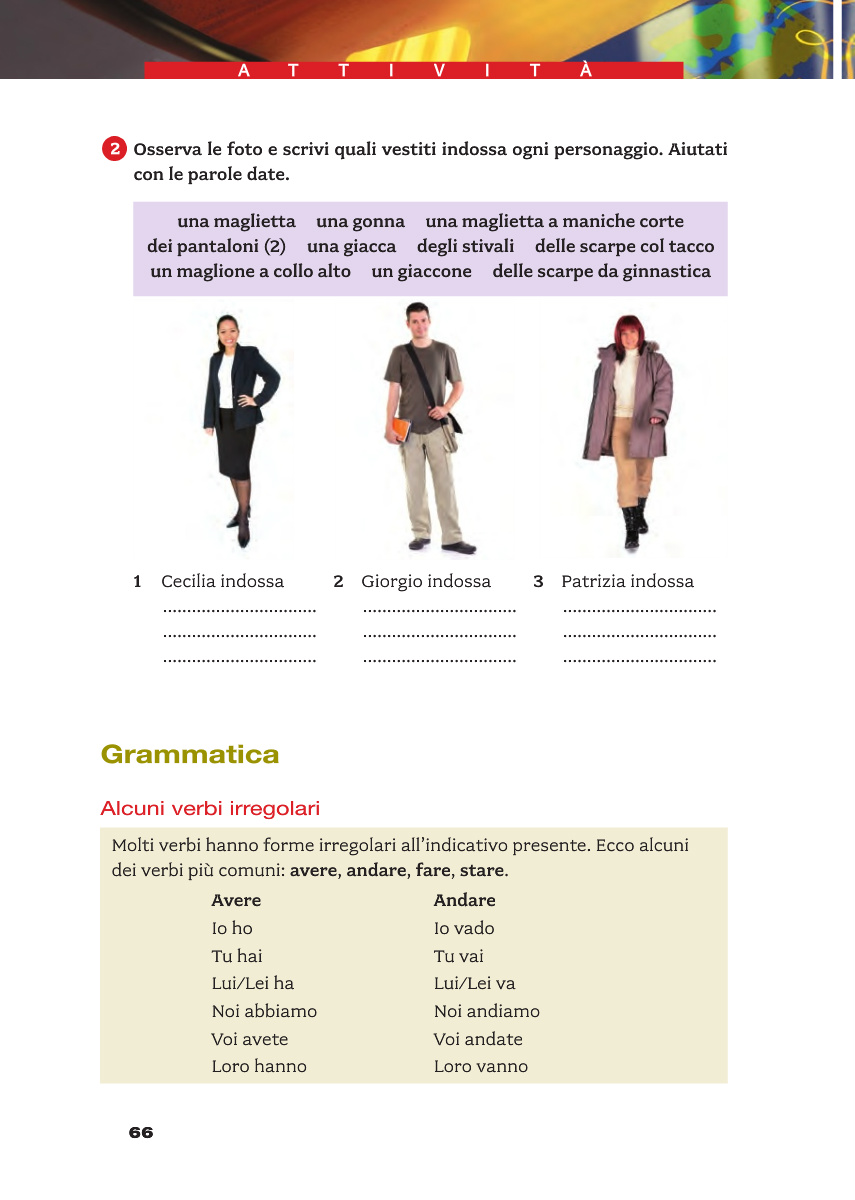 ATTIVITÀ
2 Osserva le foto e scrivi quali vestiti indossa ogni personaggio. Aiutati
con le parole date.
una maglietta una gonna una maglietta a maniche corte
dei pantaloni (2) una giacca degli stivali delle scarpe col tacco
un maglione a collo alto un giaccone delle scarpe da ginnastica
1 Cecilia indossa 2 Giorgio indossa 3 Patrizia indossa
................................ ................................ ................................
................................ ................................ ................................
................................ ................................ ................................
Grammatica
Alcuni verbi irregolari
Molti verbi hanno forme irregolari all’indicativo presente. Ecco alcuni
dei verbi più comuni: avere, andare, fare, stare.
Avere Andare
Io ho Io vado
Tu hai Tu vai
Lui/Lei ha Lui/Lei va
Noi abbiamo Noi andiamo
Voi avete Voi andate
Loro hanno Loro vanno
66